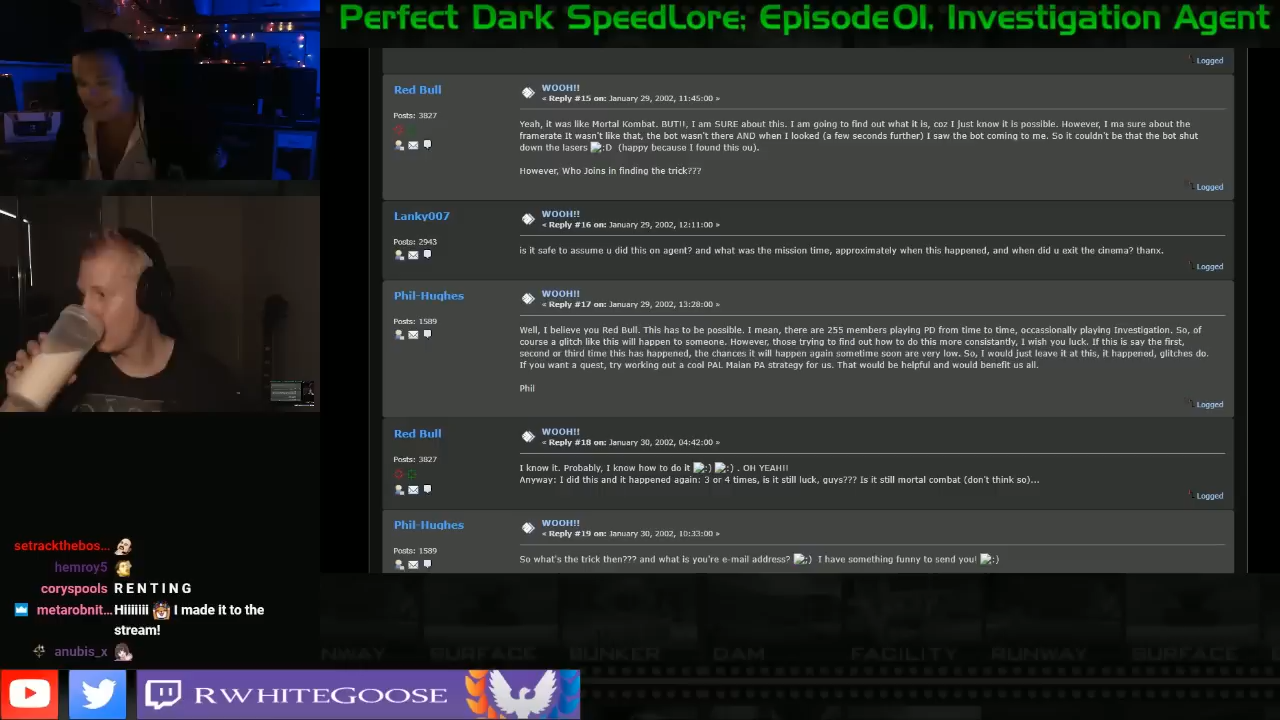 Perfect Dark SpeedLore; Episode 01, Investigation Agent
Logged
Red Bull
Posts: 3827
WOOH!!
« Reply #15 on: January 29, 2002, 11:45:00 »
Yeah, it was like Mortal Kombat. BUT!!, I am SURE about this. I am going to find out what it is, coz I just know it is possible. However, I ma sure about the
framerate It wasn't like that, the bot wasn't there AND when I looked (a few seconds further) I saw the bot coming to me. So it couldn't be that the bot shut
down the lasers :D (happy because I found this ou).
However, Who Joins in finding the trick???
Logged
Lanky007
Posts: 2943
WOOH!!
« Reply #16 on: January 29, 2002, 12:11:00 »
is it safe to assume u did this on agent? and what was the mission time, approximately when this happened, and when did u exit the cinema? thanx.
Logged
Phil-Hughes
Posts: 1589
WOOH!!
« Reply #17 on: January 29, 2002, 13:28:00 »
Well, I believe you Red Bull. This has to be possible. I mean, there are 255 members playing PD from time to time, occassionally playing Investigation. So, of
course a glitch like this will happen to someone. However, those trying to find out how to do this more consistantly, I wish you luck. If this is say the first,
second or third time this has happened, the chances it will happen again sometime soon are very low. So, I would just leave it at this, it happened, glitches do.
If you want a quest, try working out a cool PAL Maian PA strategy for us. That would be helpful and would benefit us all.
Phil
Logged
Red Bull
Posts: 3827
WOOH!!
« Reply #18 on: January 30, 2002, 04:42:00 »
I know it. Probably, I know how to do it :) :) . OH YEAH!!
Anyway: I did this and it happened again: 3 or 4 times, is it still luck, guys??? Is it still mortal combat (don't think so)...
Logged
Phil-Hughes
Posts: 1589
WOOH!!
« Reply #19 on: January 30, 2002, 10:33:00 »
So what's the trick then??? and what is you're e-mail address? ;) I have something funny to send you! :)
setrackthebos...
hemroy5
coryspools R E N T I N G
metarobnit... Hiiiiiii I made it to the
stream!
anubis_x
NWAY SURFACE BUNKER DAM FACILITY RUNWAY SURFACE
RWHITEGOOSE